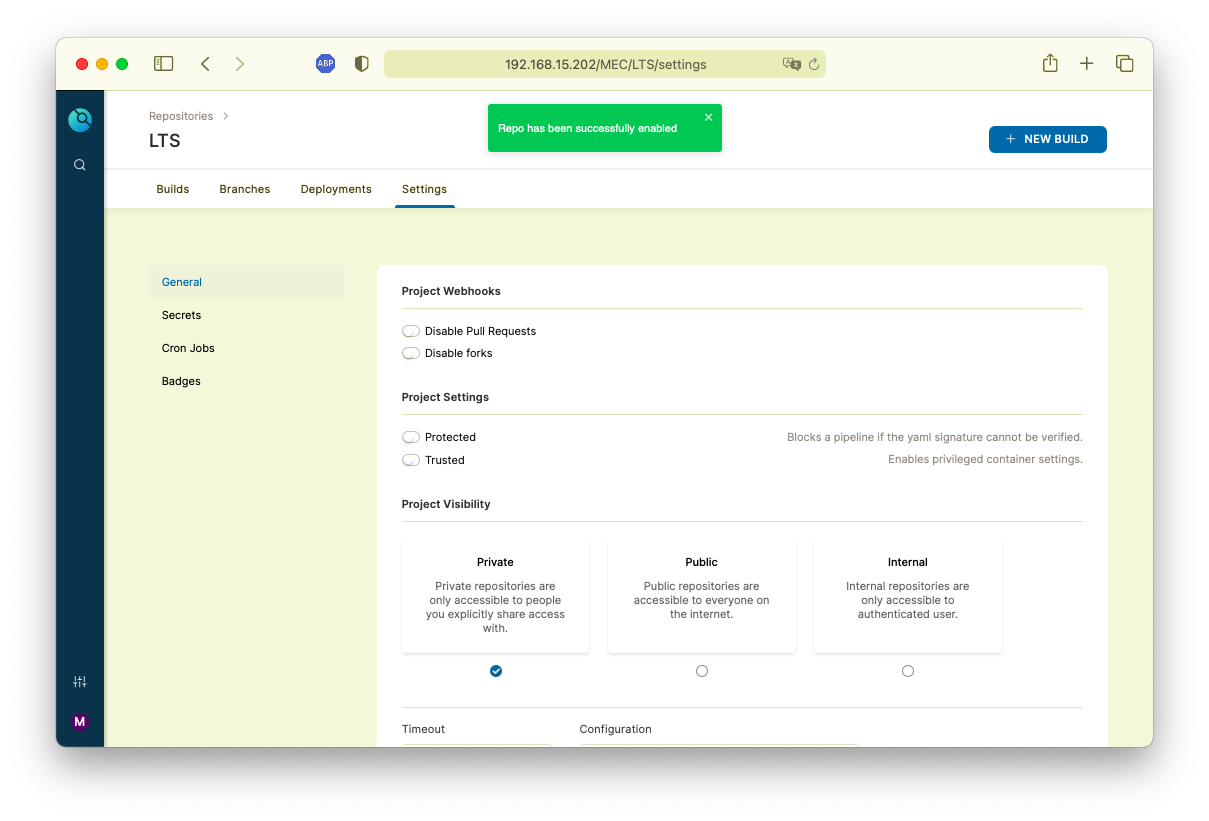 ABP
192.168.15.202/MEC/LTS/settings
Repositories
LTS
Repo has been successfully enabled
NEW BUILD
Builds
Branches
Deployments
Settings
General
Secrets
Cron Jobs
Badges
Project Webhooks
Disable Pull Requests
Disable forks
Project Settings
Protected
Blocks a pipeline if the yaml signature cannot be verified.
Trusted
Enables privileged container settings.
Project Visibility
Private
Private repositories are
only accessible to people
you explicitly share access
with.
Public
Public repositories are
accessible to everyone on
the internet.
Internal
Internal repositories are
only accessible to
authenticated user.
Timeout
Configuration
M